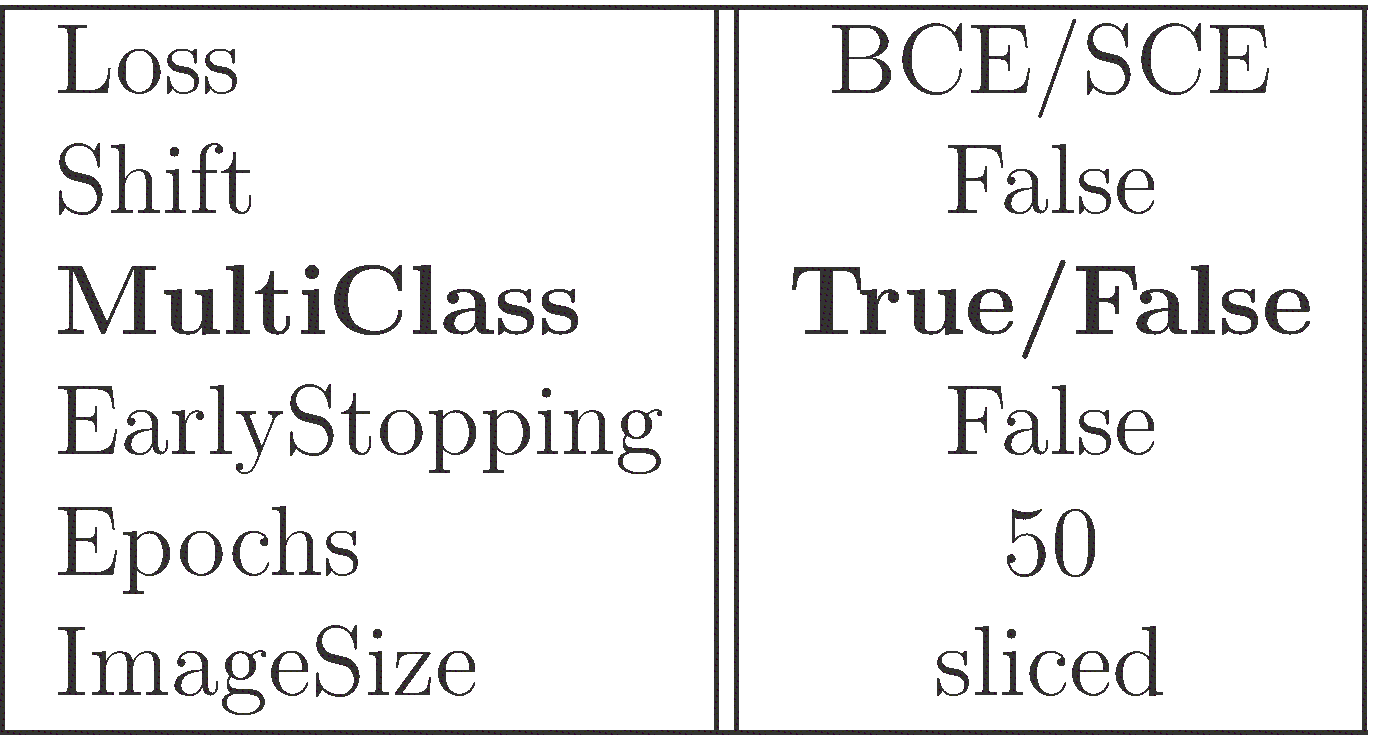 Loss BCE/SCE
Shift False
MultiClass True/False
EarlyStopping False
Epochs 50
ImageSize sliced